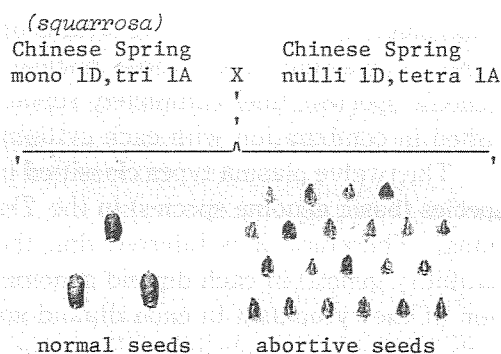 (squarrosa)
Chinese Spring Chinese Spring
mono 1D,tri 1A X nulli 1D,tetra 1A
normal seeds abortive seeds